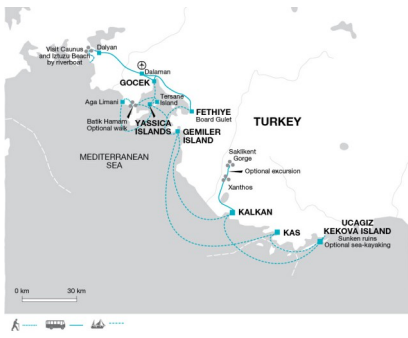 Visit Caunus
and Iztuzu Beach
by riverboat
Dalyan
Dalaman
GOCEK
Aga Limani
Tersane
Island
Batik Hamam
Optional walk
YASSICA
ISLANDS
FETHIYE
Board Gulet
GEMILER
ISLAND
TURKEY
MEDITERRANEAN
SEA
Saklikent
Gorge
Optional excursion
Xanthos
KALKAN
KAS
UCAGIZ
KEKOVA ISLAND
Sunken ruins
Optional sea-kayaking
0 km
30 km